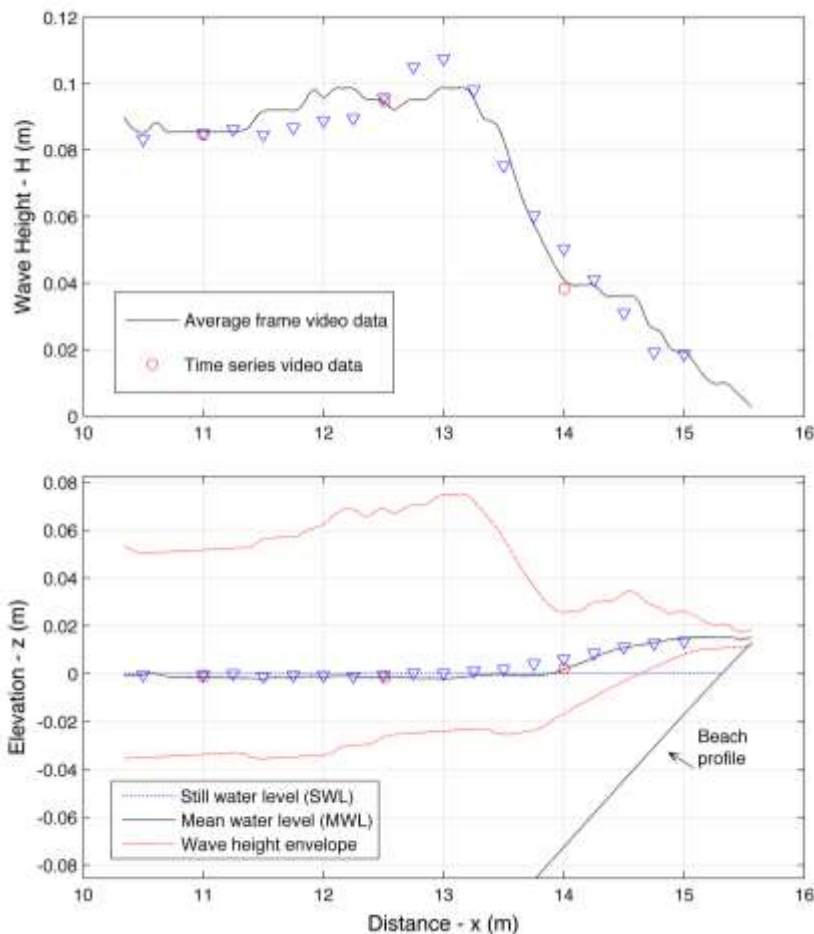 0.12
0.1
0.08
0.06
0.04
0.02
0
Wave Height - H (m)
Average frame video data
Time series video data
10 11 12 13 14 15 16
0.08
0.06
0.04
0.02
0
-0.02
-0.04
-0.06
-0.08
Elevation - z (m)
Beach
profile
Still water level (SWL)
Mean water level (MWL)
Wave height envelope
10 11 12 13 14 15 16
Distance - x (m)